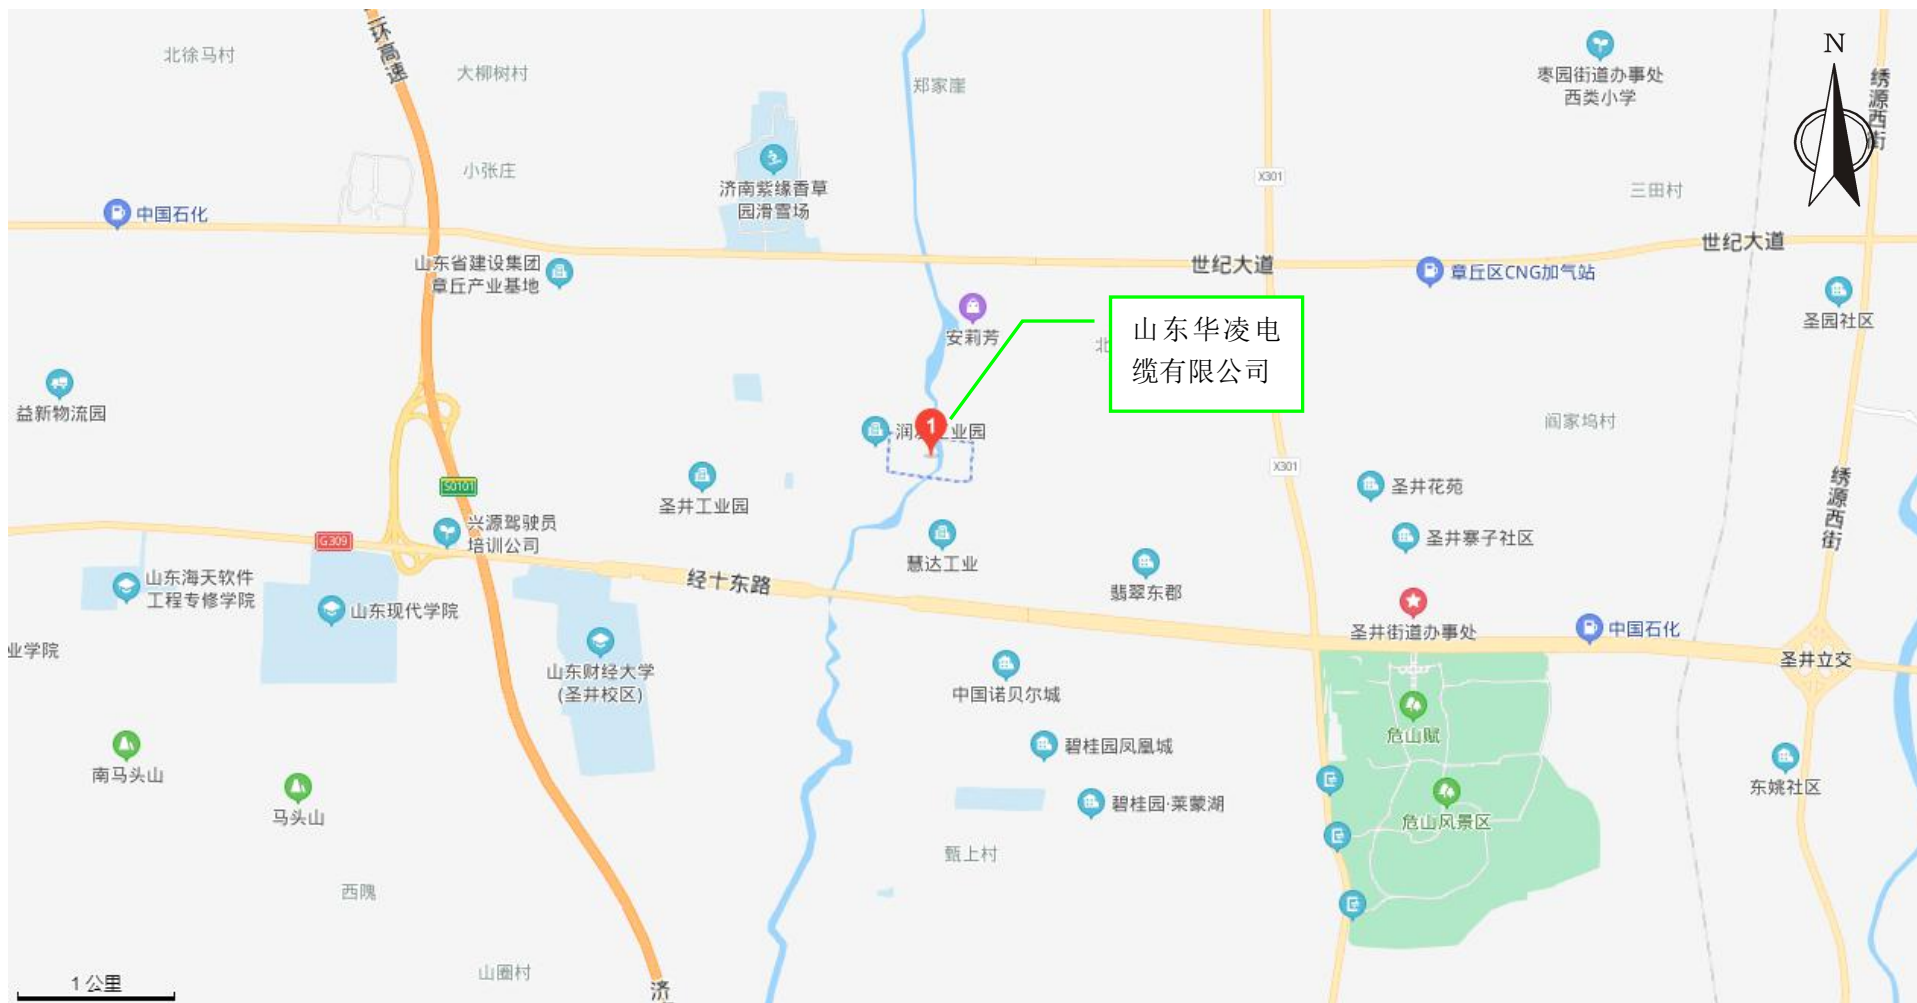 北徐马村
二环高速
大柳树村
郑家崖
枣园街道办事处
西类小学
N
绣源西街
小张庄
济南紫缘香草
园滑雪场
X301
三田村
中国石化
世纪大道
世纪大道
山东省建设集团
章丘产业基地
章丘区CNG加气站
安莉芳
山东华凌电
缆有限公司
北
圣园社区
益新物流园
1
业园
阎家坞村
X301
S0101
圣井工业园
圣井花苑
绣源西街
兴源驾驶员
培训公司
G309
慧达工业
圣井寨子社区
山东海天软件
工程专修学院
经十东路
翡翠东郡
山东现代学院
圣井街道办事处
中国石化
业学院
山东财经大学
(圣井校区)
中国诺贝尔城
圣井立交
危山赋
碧桂园凤凰城
南马头山
马头山
碧桂园·莱蒙湖
东姚社区
危山风景区
甄上村
西隗
山圈村
济
1 公里